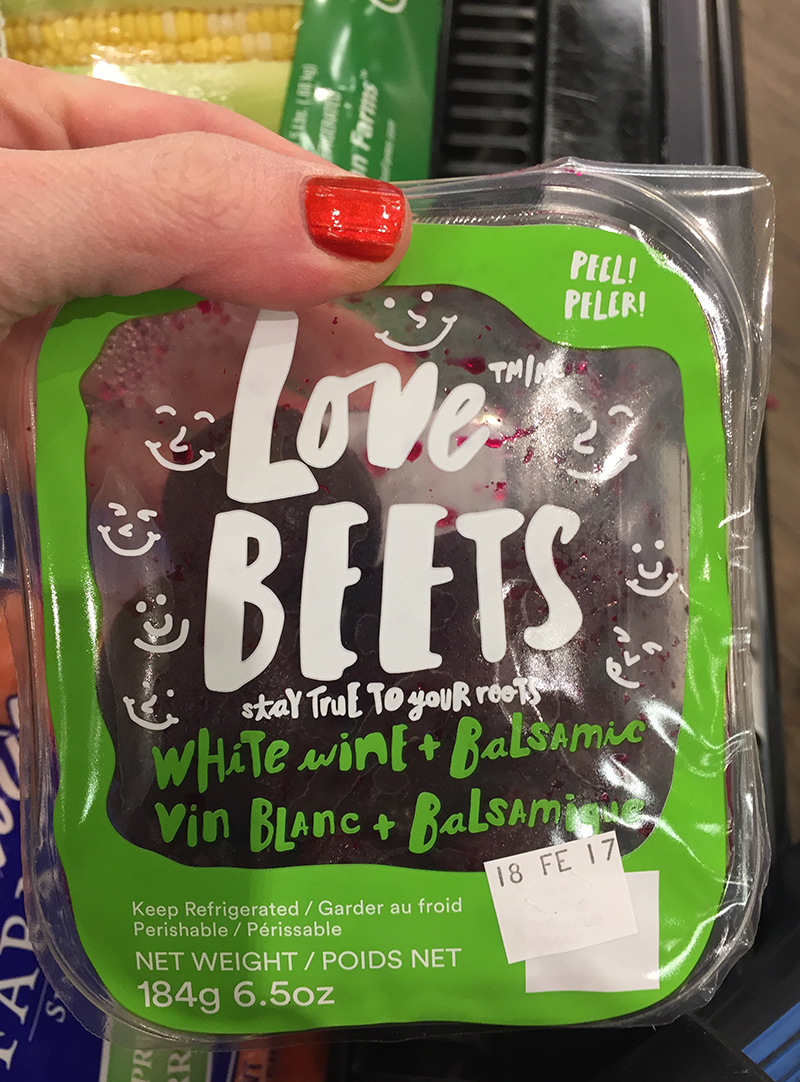 n Farms™
PEEL!
PELER!
Love
TM/
BEETS
stay true to your roots
White wine + Balsamic
Vin Blanc + Balsamique
18 FE 17
Keep Refrigerated / Garder au froid
Perishable / Périssable
NET WEIGHT / POIDS NET
184g 6.5oz